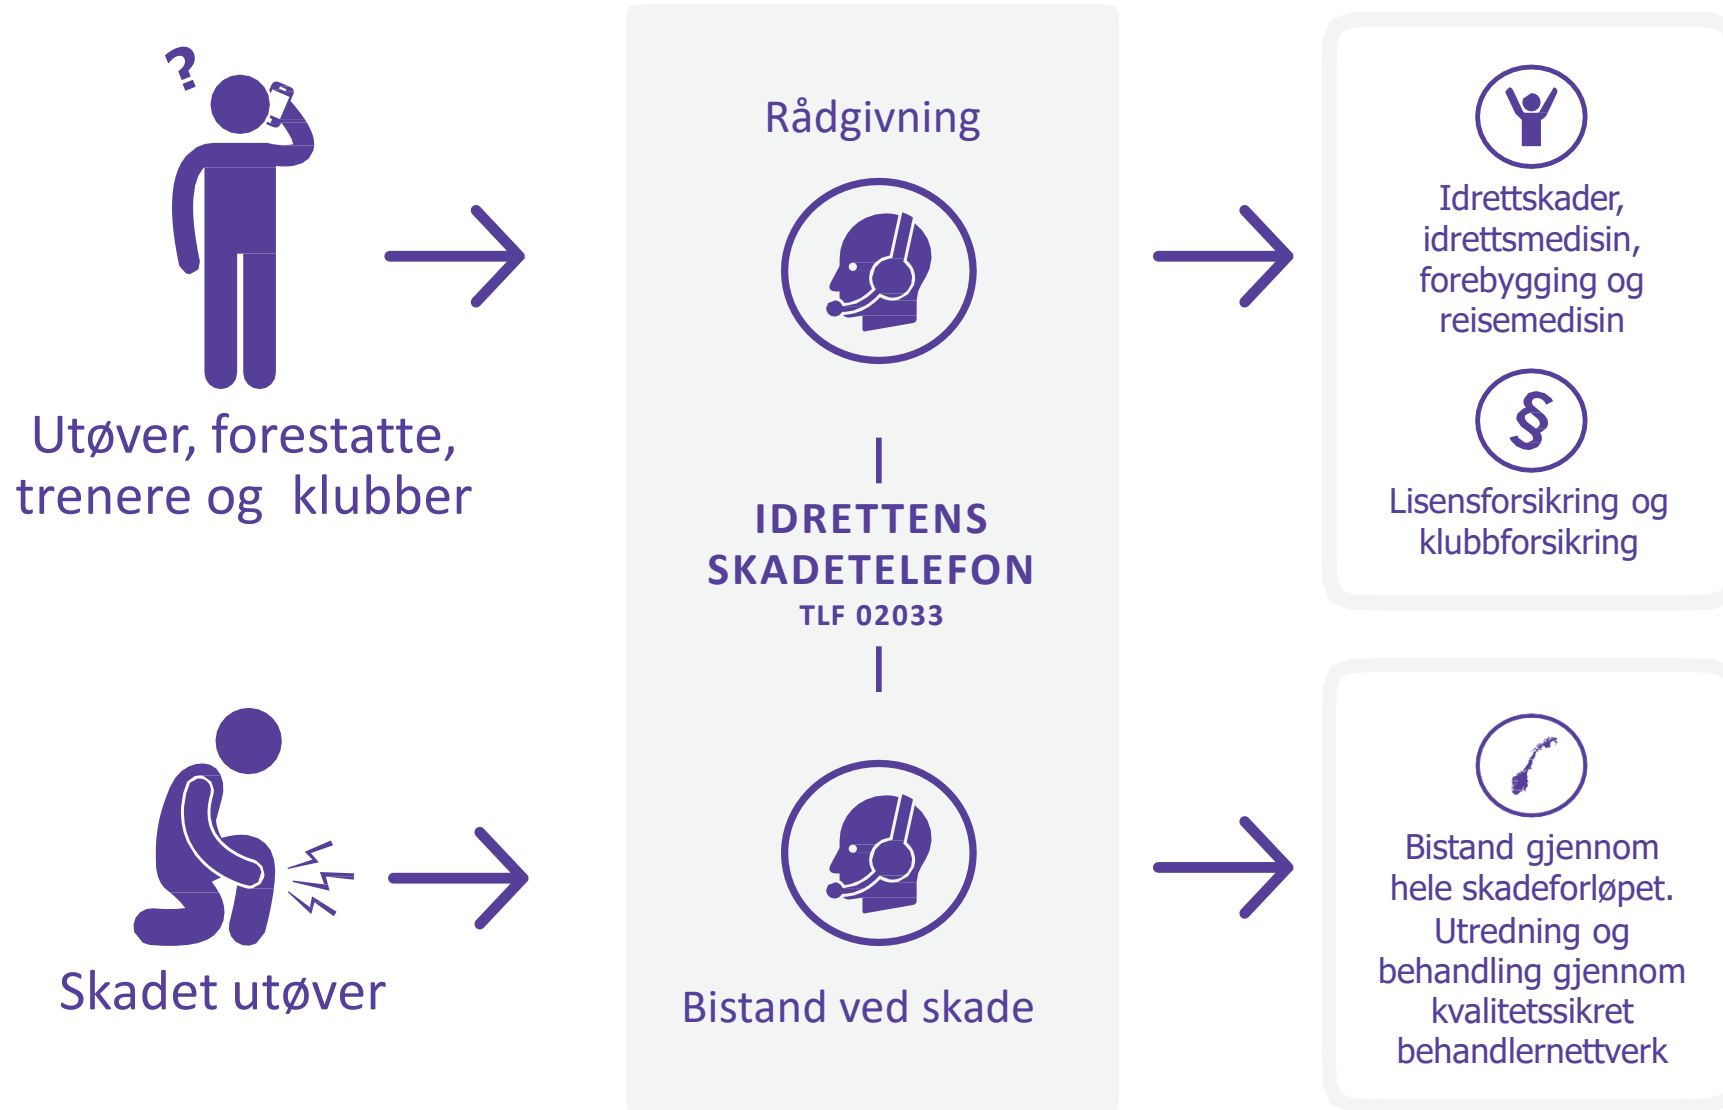 ?
Utøver, forestatte,
trenere og klubber
Skadet utøver
Rådgivning
IDRETTENS
SKADETELEFON
TLF 02033
Bistand ved skade
Idrettskader,
idrettsmedisin,
forebygging og
reisemedisin
§
Lisensforsikring og
klubbforsikring
Bistand gjennom
hele skadeforløpet.
Utredning og
behandling gjennom
kvalitetssikret
behandlernettverk